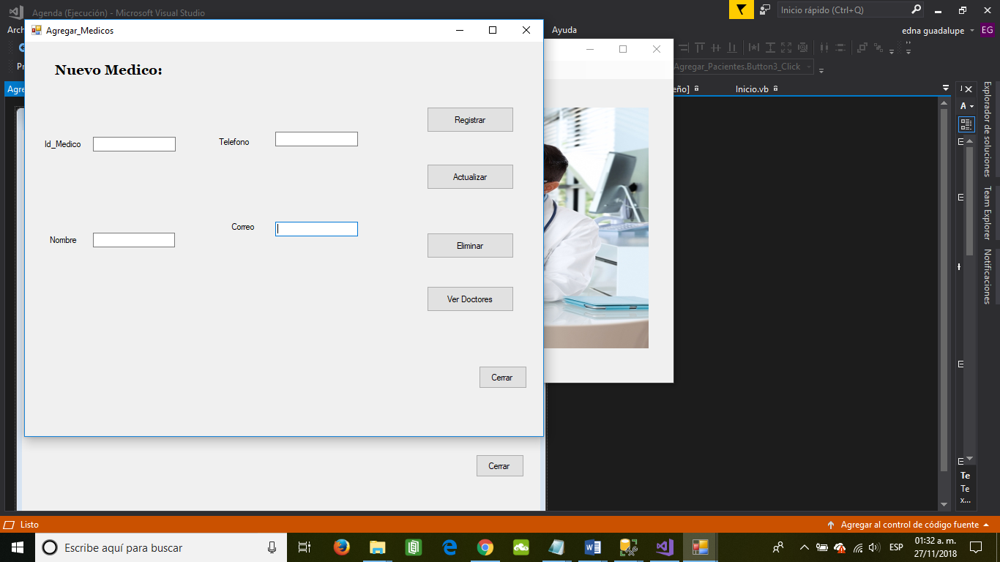 Agenda (Ejecución) - Microsoft Visual Studio
Inicio rápido (Ctrl+Q)
Arch
Agregar_Medicos
Ayuda
edna guadalupe
EG
Nuevo Medico:
Pr
Agregar_Pacientes.Button3_Click
Agre
eño]
Inicio.vb
Id_Medico
Telefono
Registrar
Actualizar
Correo
Nombre
Eliminar
Ver Doctores
Cerrar
Cerrar
Explorador de soluciones
Team Explorer
Notificaciones
A
Te
Te
x...
Listo
Agregar al control de código fuente
Escribe aquí para buscar
ESP
01:32 a. m.
27/11/2018